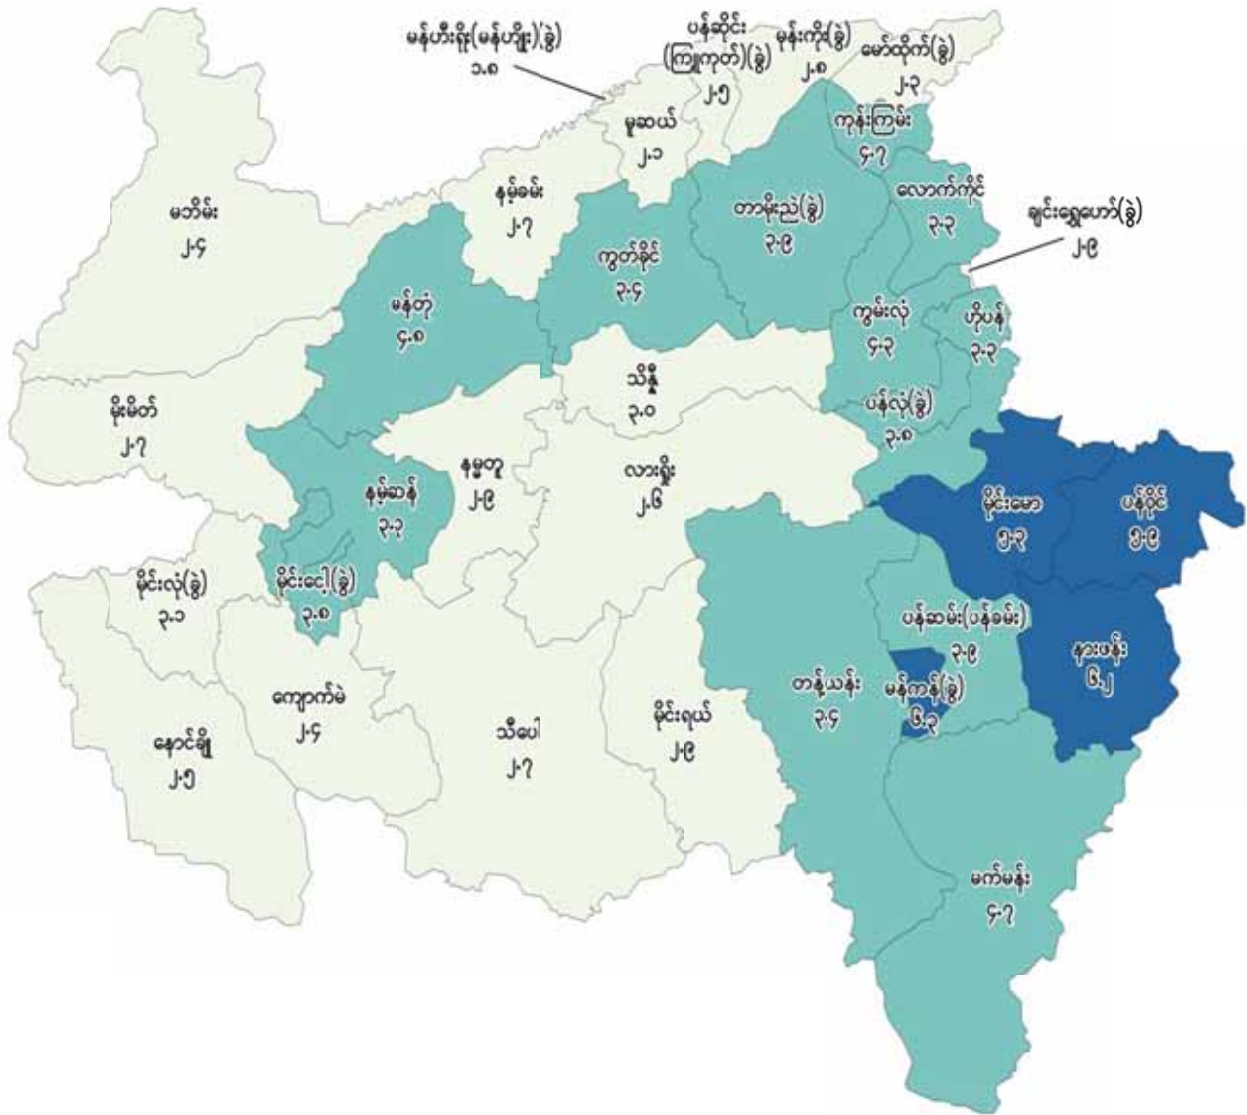 မန်ဟီးရိုး(မန်ဟျိုး)(ခွဲ)
၁.၈
ပန်ဆိုင်း
(ကြူကုတ်)(ခွဲ)
၂.၅
မုန်းကိုး(ခွဲ)
၂.၈
မော်ထိုက်(ခွဲ)
၂.၃
မူဆယ်
၂.၁
ကုန်းကြမ်း
၄.၇
နမ့်ခမ်း
၂.၇
လောက်ကိုင်
၃.၃
မဘိမ်း
၂.၄
တာမိုးညဲ(ခွဲ)
၃.၉
ချင်းရွှေဟော်(ခွဲ)
၂.၉
ကွတ်ခိုင်
၃.၄
မန်တုံ
၄.၈
ကွမ်းလုံ
၄.၃
ဟိုပန်
၃.၃
သိန္နီ
၃.၀
မိုးမိတ်
၂.၇
ပန်လုံ(ခွဲ)
၃.၈
နမ္မတူ
၂.၉
လားရှိုး
၂.၆
နမ့်ဆန်
၃.၃
မိုင်းမော
၅.၃
ပန်ဝိုင်
၅.၉
မိုင်းလုံ(ခွဲ)
၃.၁
မိုင်းငေါ့(ခွဲ)
၃.၈
ပန်ဆမ်း(ပန်ခမ်း)
၃.၉
နားဖန်း
၆.၂
ကျောက်မဲ
၂.၄
တန့်ယန်း
၃.၄
မန်ကန်(ခွဲ)
၆.၃
နောင်ချို
၂.၅
သီပေါ
၂.၇
မိုင်းရယ်
၂.၉
မက်မန်း
၄.၇